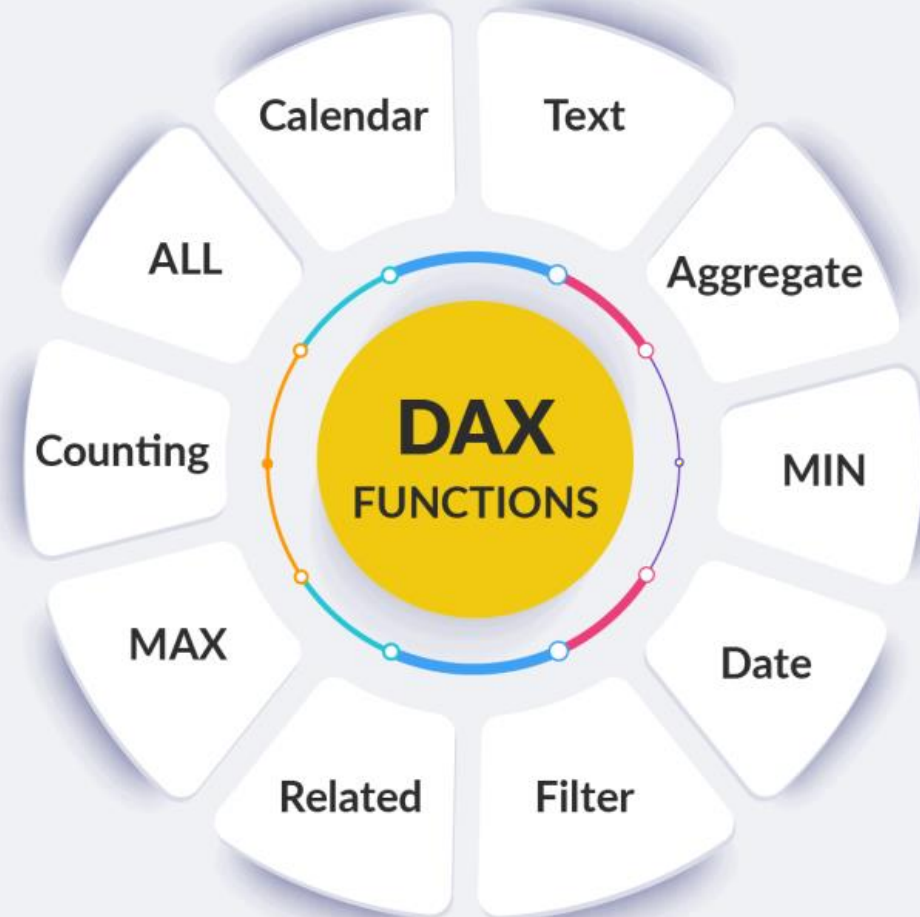 Calendar
Text
ALL
Aggregate
DAX
FUNCTIONS
Counting
MIN
MAX
Date
Related
Filter